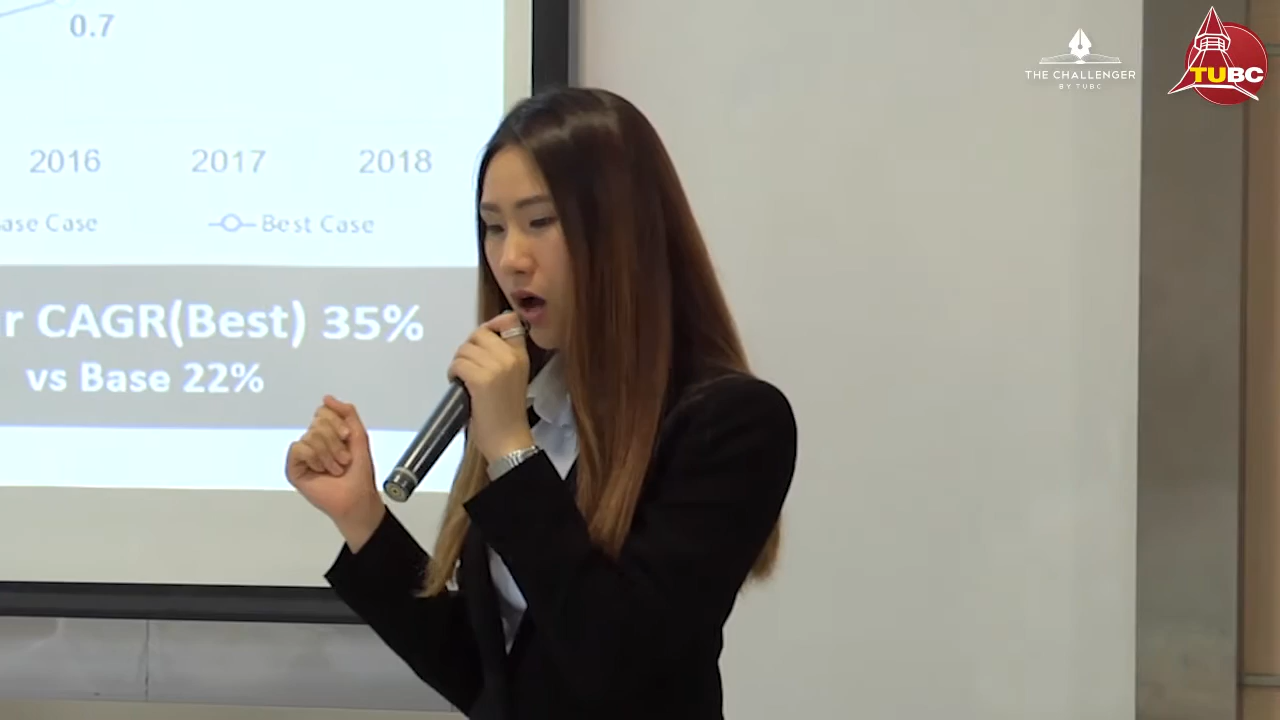 0.7
2016 2017 2018
ase Case Best Case
r CAGR(Best) 35%
vs Base 22%
THE CHALLENGER
BY TUBC
TUBC